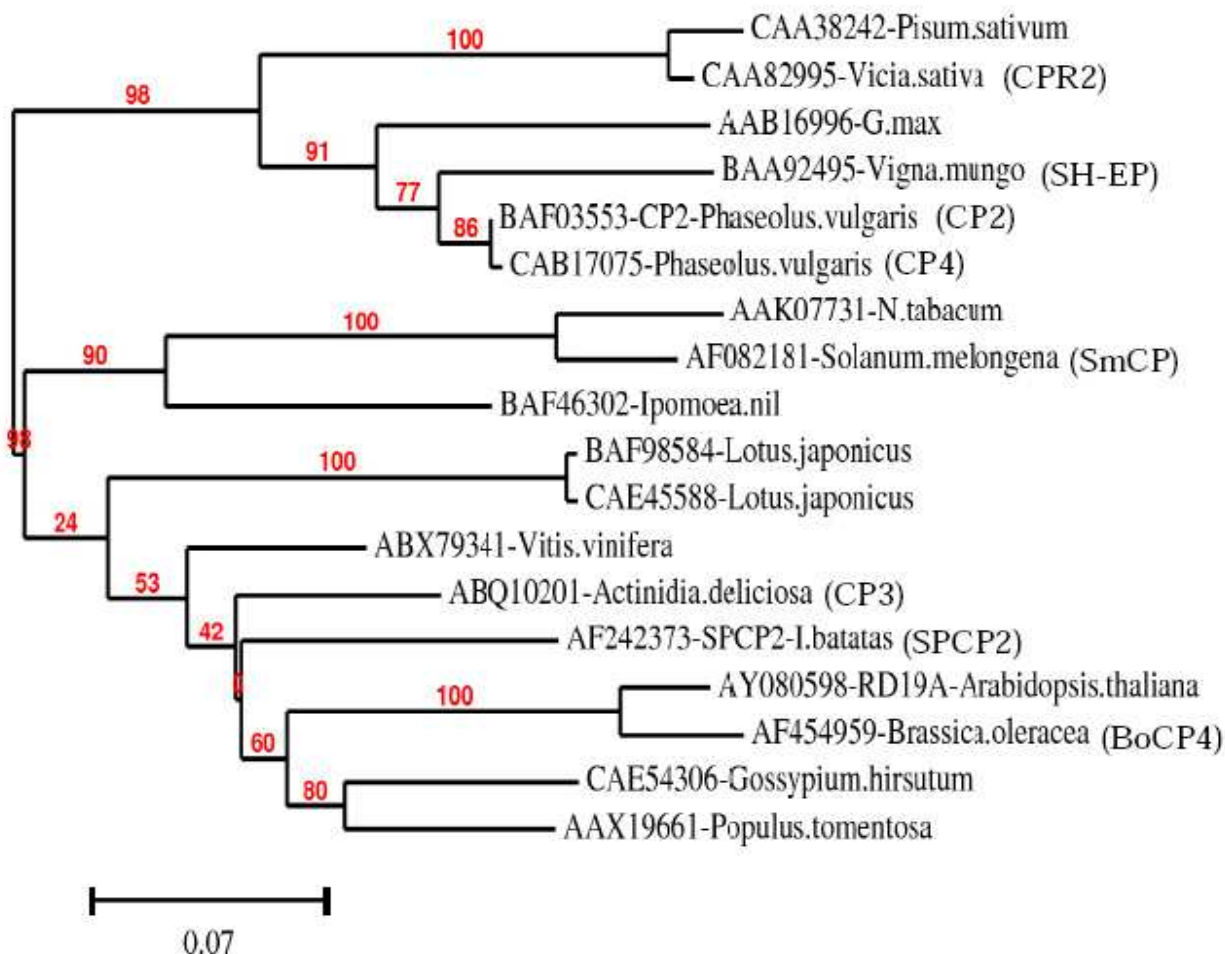 100
CAA38242-Pisum.sativum
CAA82995-Vicia.sativa (CPR2)
98
AAB16996-G.max
91
BAA92495-Vigna.mungo (SH-EP)
77
BAF03553-CP2-Phaseolus.vulgaris (CP2)
86
CAB17075-Phaseolus.vulgaris (CP4)
AAK07731-N.tabacum
100
AF082181-Solanum.melongena (SmCP)
90
BAF46302-Ipomoea.nil
98
BAF98584-Lotus.japonicus
100
CAE45588-Lotus.japonicus
24
ABX79341-Vitis.vinifera
53
ABQ10201-Actinidia.deliciosa (CP3)
42
AF242373-SPCP2-I.batatas (SPCP2)
AY080598-RD19A-Arabidopsis.thaliana
100
AF454959-Brassica.oleracea (BoCP4)
60
CAE54306-Gossypium.hirsutum
80
AAX19661-Populus.tomentosa
0.07